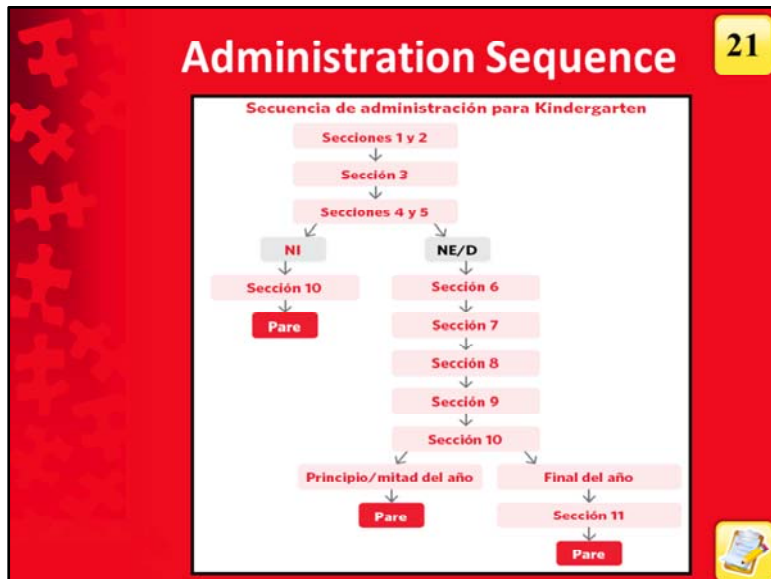 Administration Sequence
21
Secuencia de administración para Kindergarten
Secciones 1 y 2
Sección 3
Secciones 4 y 5
NI
NE/D
Sección 10
Sección 6
Pare
Sección 7
Sección 8
Sección 9
Sección 10
Principio/mitad del año
Final del año
Pare
Sección 11
Pare